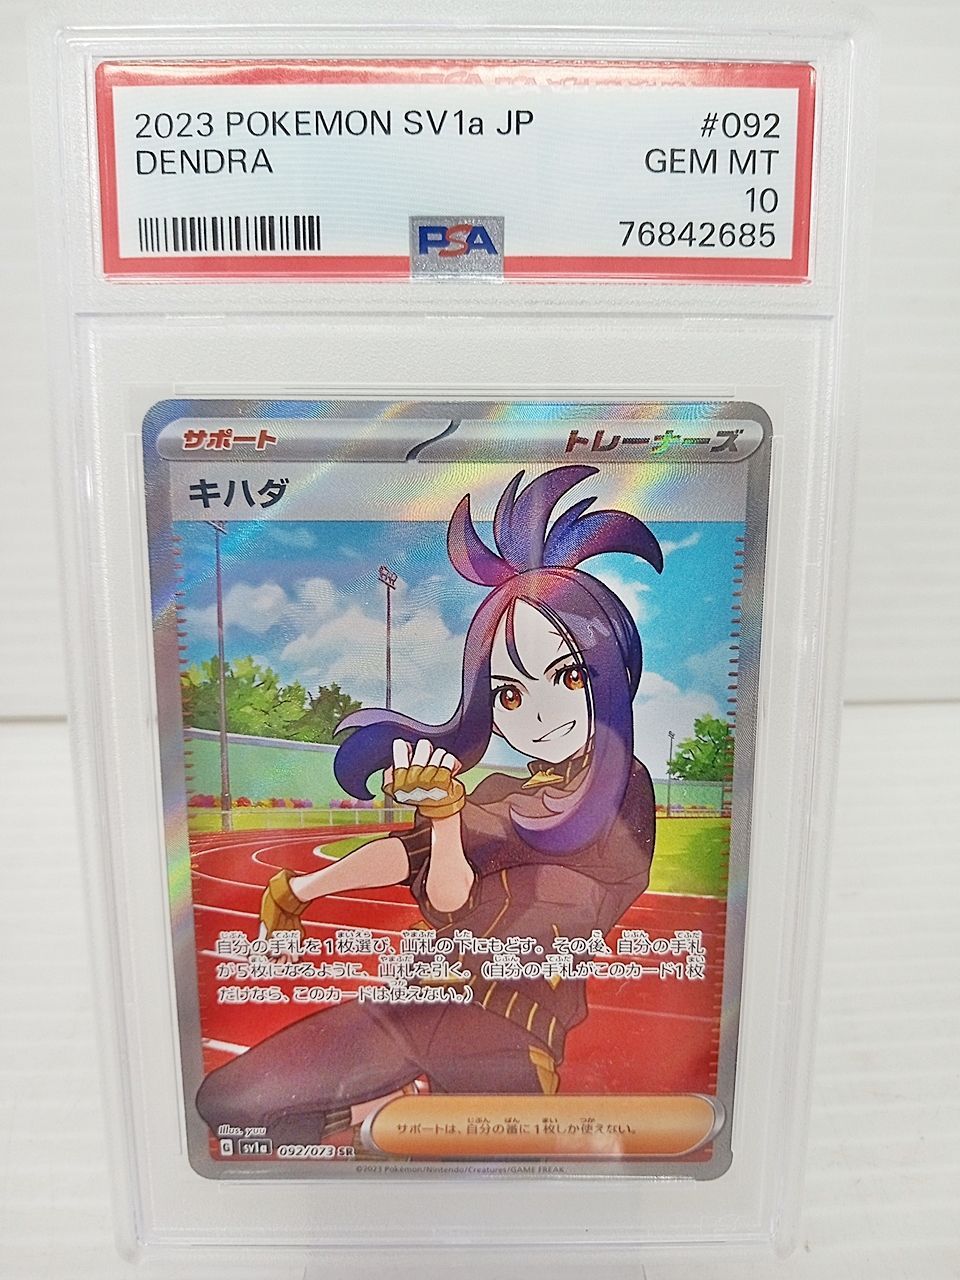 2023 POKEMON SV1a JP #092
DENDRA GEM MT
10
PSA 76842685
サポート トレーナーズ
キハダ
自分の手札を1枚選び、山札の下にもどす。その後、自分の手札
が5枚になるように、山札を引く。(自分の手札がこのカード1枚
だけなら、このカードは使えない。)
サポートは、自分の番に1枚しか使えない。
illus. yuu
G sv1a 092/073 SR
©2023 Pokémon/Nintendo/Creatures/GAME FREAK.